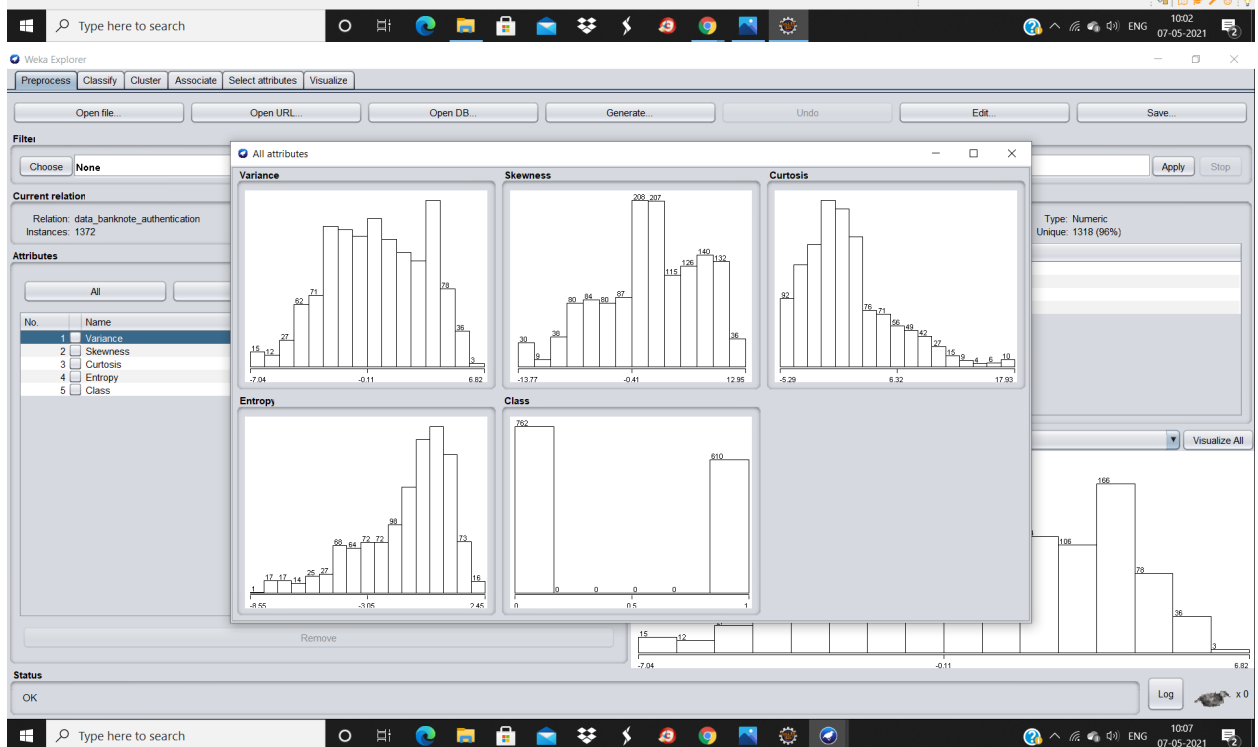 Type here to search
ENG
10:02
07-05-2021
2
Weka Explorer
Preprocess Classify Cluster Associate Select attributes Visualize
Open file... Open URL... Open DB... Generate... Undo Edit... Save...
Filter
Choose None Apply Stop
All attributes
Variance Skewness Curtosis
Current relation
Relation: data_banknote_authentication
Instances: 1372
Type: Numeric
Unique: 1318 (96%)
Attributes
All
No. Name
1 Variance
2 Skewness
3 Curtosis
4 Entropy
5 Class
15 12 27 62 71 78 36 3
-7.04 -0.11 6.82
30 9 38 80 84 80 87 208 207 115 126 140 132 36
-13.77 -0.41 12.95
92 76 71 56 49 42 27 15 9 4 6 10
-5.29 6.32 17.93
Entropy Class
1 17 17 14 25 27 68 64 72 72 98 73 16
-8.55 -3.05 2.45
762 0 0 0 0 610
0 0.5 1
Visualize All
15 12 106 166 78 36 3
-7.04 -0.11 6.82
Remove
Status
OK
Log x 0
Type here to search
ENG
10:07
07-05-2021
2